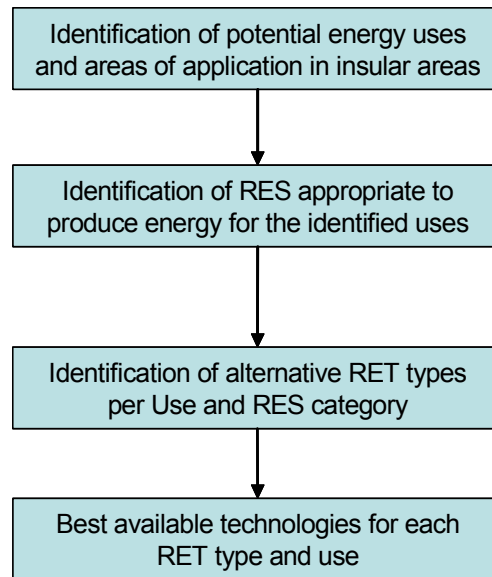 Identification of potential energy uses
and areas of application in insular areas
Identification of RES appropriate to
produce energy for the identified uses
Identification of alternative RET types
per Use and RES category
Best available technologies for each
RET type and use